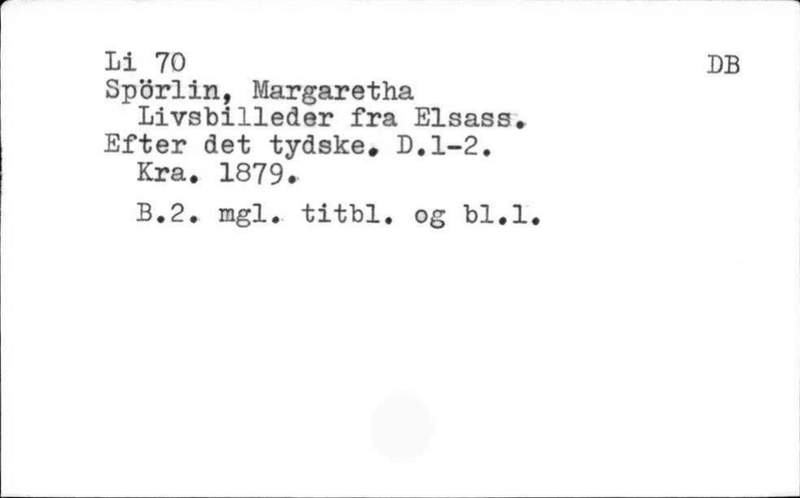 Li 70 DB
Spörlin, Margaretha
Livsbilleder fra Elsass.
Efter det tydske. D.1-2.
Kra. 1879.
B.2. mgl. titbl. og bl.1.